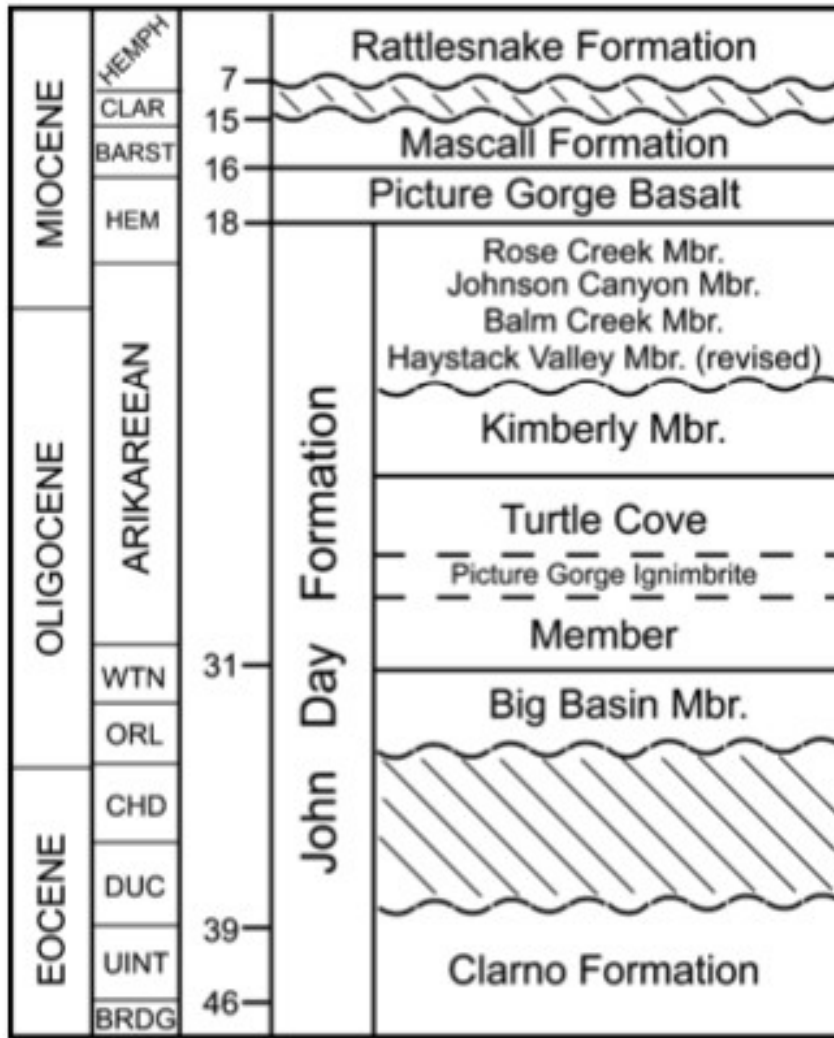 MIOCENE
OLIGOCENE
EOCENE
HEMPH
CLAR
BARST
HEM
ARIKAREEAN
WTN
ORL
CHD
DUC
UINT
BRDG
7
15
16
18
31
39
46
John Day Formation
Rattlesnake Formation
Mascall Formation
Picture Gorge Basalt
Rose Creek Mbr.
Johnson Canyon Mbr.
Balm Creek Mbr.
Haystack Valley Mbr. (revised)
Kimberly Mbr.
Turtle Cove
Picture Gorge Ignimbrite
Member
Big Basin Mbr.
Clarno Formation